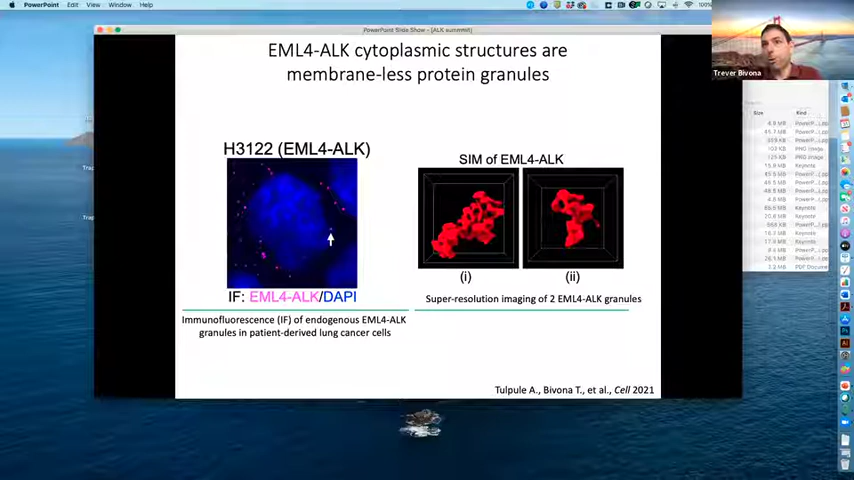 PowerPoint Edit View Window Help
100%
PowerPoint Slide Show - [ALK summit]
EML4-ALK cytoplasmic structures are
membrane-less protein granules
Trever Bivona
Size Kind
H3122 (EML4-ALK)
SIM of EML4-ALK
(i) (ii)
IF: EML4-ALK/DAPI
Super-resolution imaging of 2 EML4-ALK granules
Immunofluorescence (IF) of endogenous EML4-ALK
granules in patient-derived lung cancer cells
Tulpule A., Bivona T., et al., Cell 2021